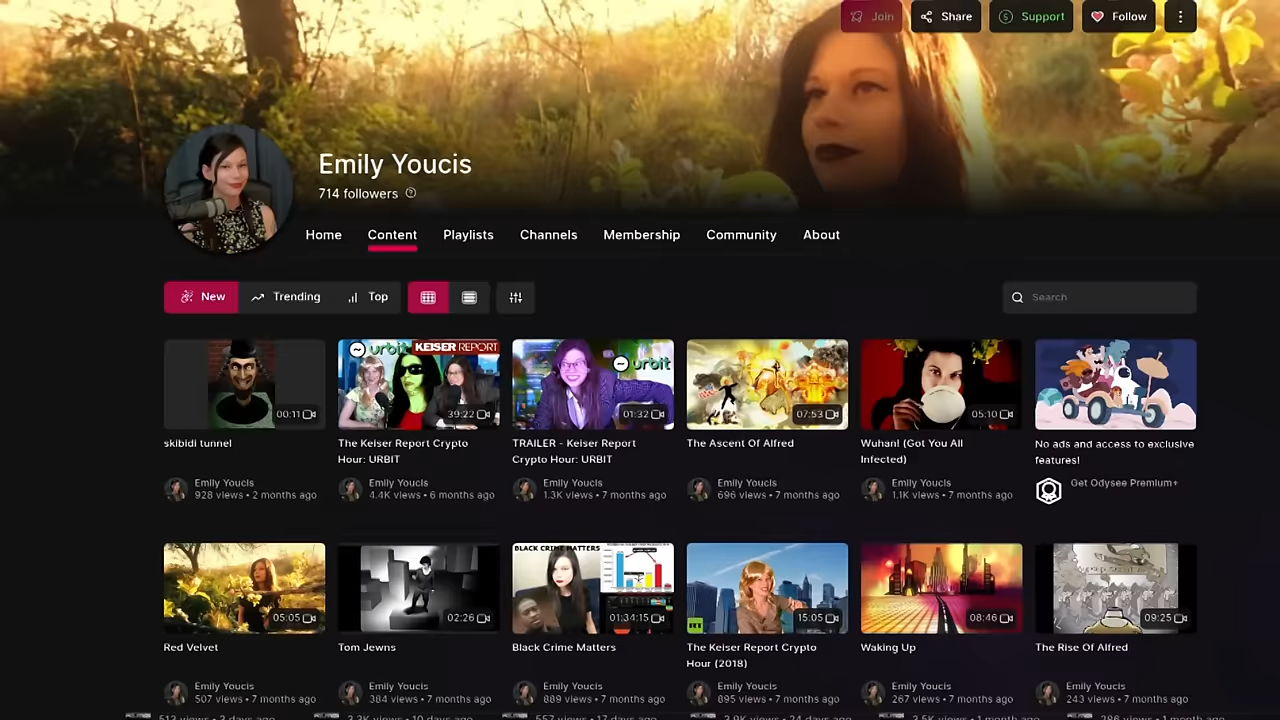 Join
Share
Support
Follow
Emily Youcis
714 followers
Home
Content
Playlists
Channels
Membership
Community
About
New
Trending
Top
Search
urbit
KEISER REPORT
urbit
00:11
39:22
01:32
07:53
05:10
skibidi tunnel
The Keiser Report Crypto
Hour: URBIT
TRAILER - Keiser Report
Crypto Hour: URBIT
The Ascent Of Alfred
Wuhan! (Got You All
Infected)
No ads and access to exclusive
features!
Emily Youcis
928 views • 2 months ago
Emily Youcis
4.4K views • 6 months ago
Emily Youcis
1.3K views • 7 months ago
Emily Youcis
696 views • 7 months ago
Emily Youcis
1.1K views • 7 months ago
Get Odysee Premium+
BLACK CRIME MATTERS
RT
05:05
02:26
01:34:15
15:05
08:46
09:25
Red Velvet
Tom Jewns
Black Crime Matters
The Keiser Report Crypto
Hour (2018)
Waking Up
The Rise Of Alfred
Emily Youcis
507 views • 7 months ago
Emily Youcis
384 views • 7 months ago
Emily Youcis
889 views • 7 months ago
Emily Youcis
895 views • 7 months ago
Emily Youcis
267 views • 7 months ago
Emily Youcis
243 views • 7 months ago